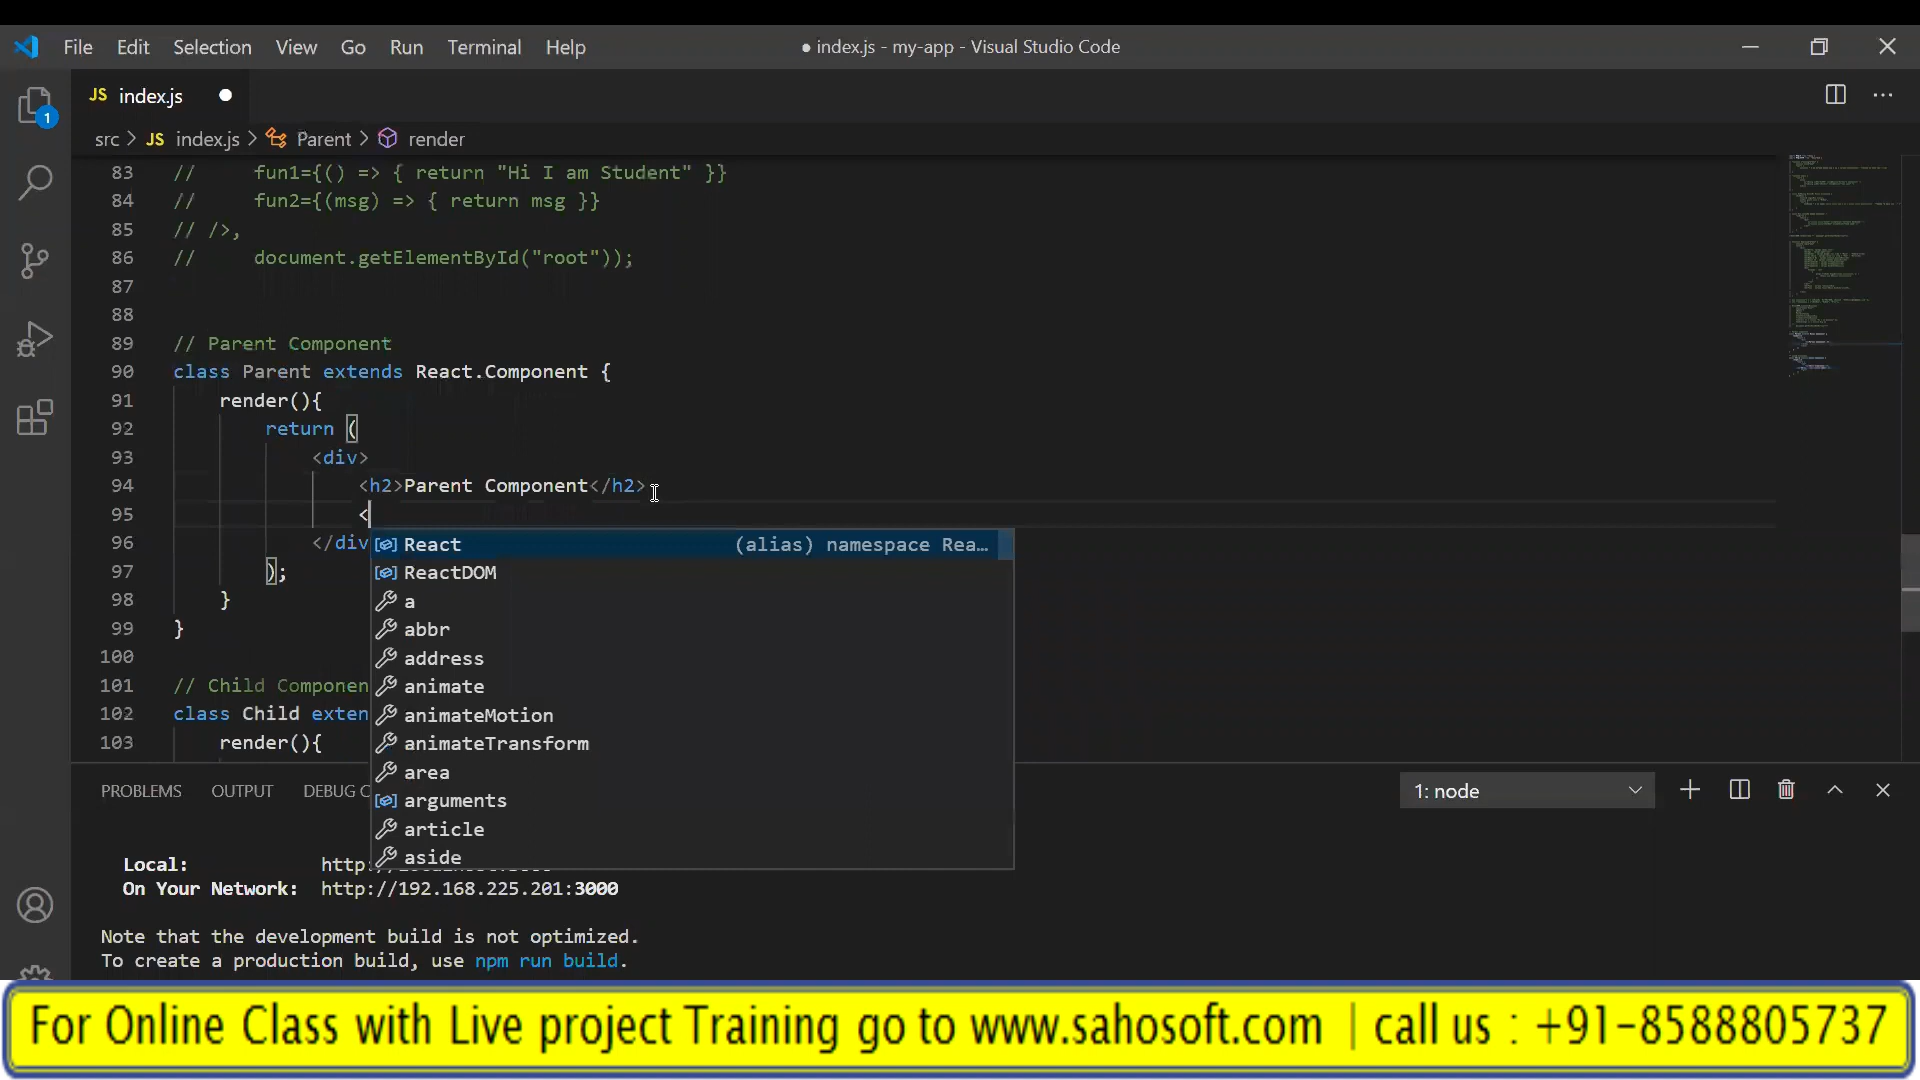 File Edit Selection View Go Run Terminal Help ● index.js - my-app - Visual Studio Code
JS index.js ●
1
src > JS index.js > Parent > render
83 // fun1={() => { return "Hi I am Student" }}
84 // fun2={(msg) => { return msg }}
85 // />,
86 // document.getElementById("root"));
87
88
89 // Parent Component
90 class Parent extends React.Component {
91 render(){
92 return (
93 <div>
94 <h2>Parent Component</h2>
95 <
96 </div
97 );
98 }
99 }
100
101 // Child Componen
102 class Child exten
103 render(){
React (alias) namespace Rea…
ReactDOM
a
abbr
address
animate
animateMotion
animateTransform
area
arguments
article
aside
PROBLEMS OUTPUT DEBUG C 1: node
Local: http:
On Your Network: http://192.168.225.201:3000
Note that the development build is not optimized.
To create a production build, use npm run build.
For Online Class with Live project Training go to www.sahosoft.com | call us : +91-8588805737